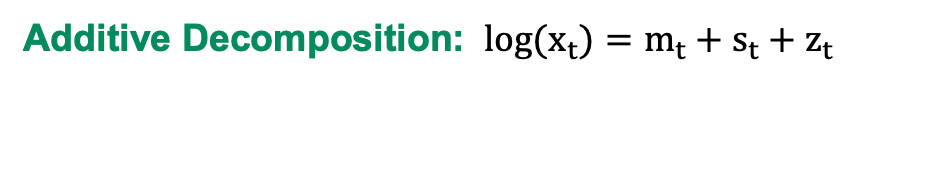 Additive Decomposition: log(xₜ) = mₜ + sₜ + zₜ